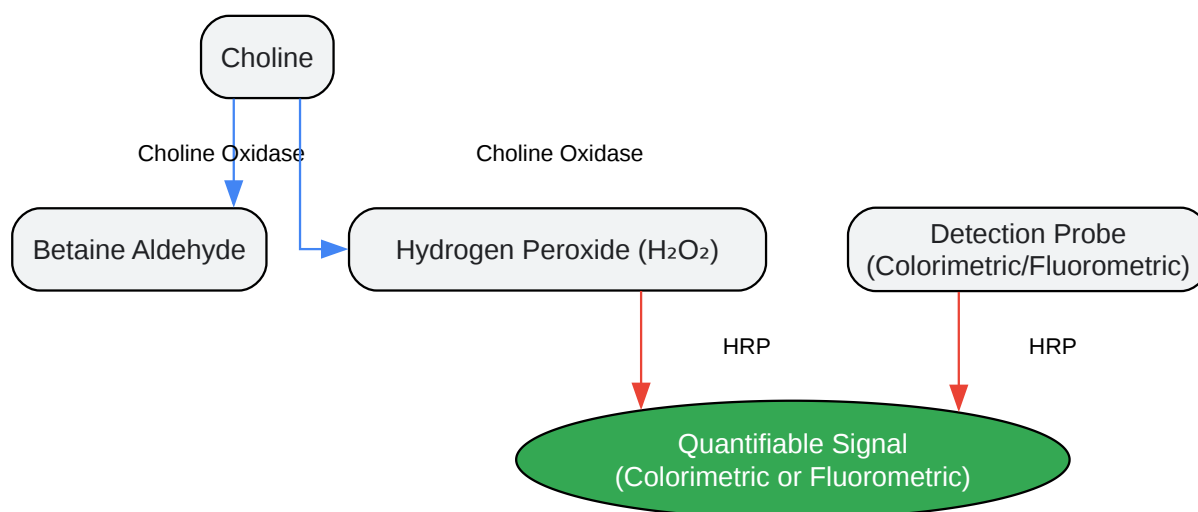 Choline
Choline Oxidase
Choline Oxidase
Betaine Aldehyde
Hydrogen Peroxide (H₂O₂)
Detection Probe
(Colorimetric/Fluorometric)
HRP
HRP
Quantifiable Signal
(Colorimetric or Fluorometric)